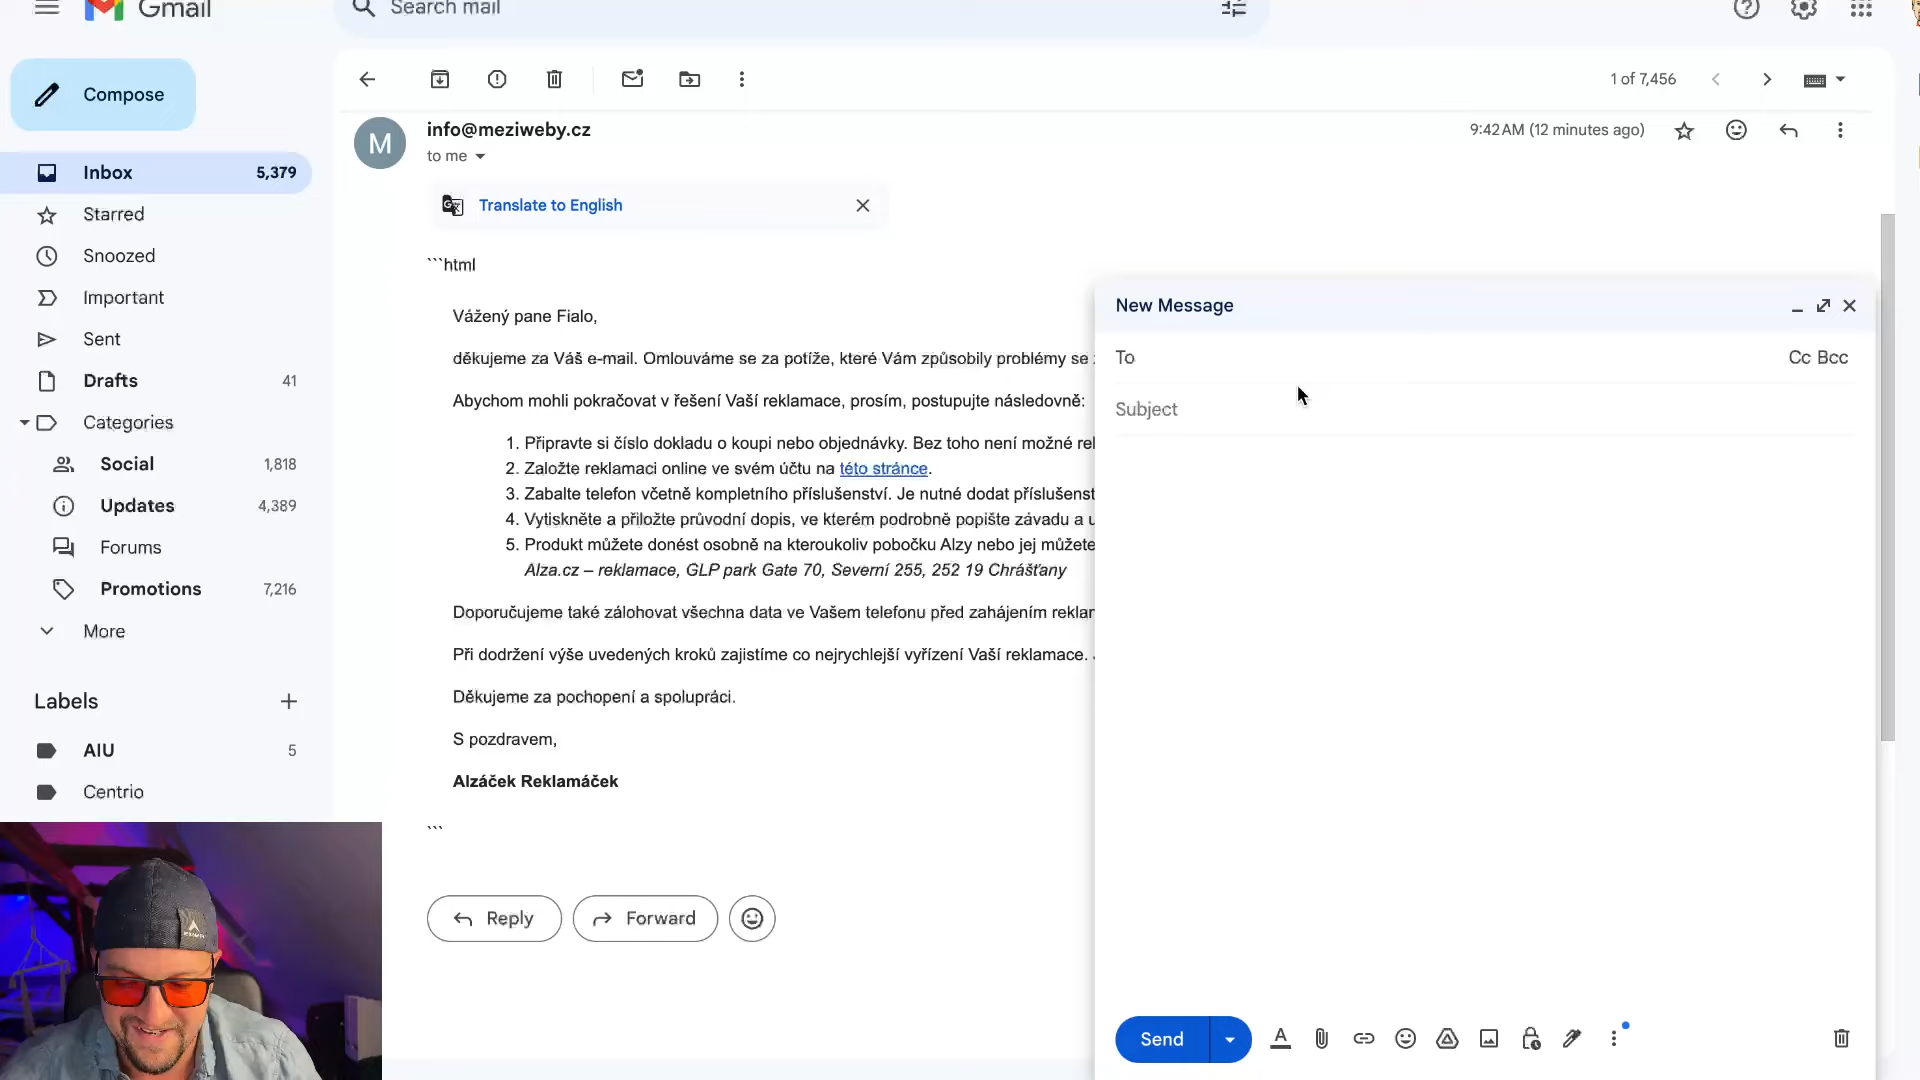 Gmail
Search mail
Compose
1 of 7,456
info@meziweby.cz
9:42 AM (12 minutes ago)
to me
Inbox 5,379
Translate to English
Starred
Snoozed
Important
Sent
Drafts 41
Categories
Social 1,818
Updates 4,389
Forums
Promotions 7,216
More
Labels
AIU 5
Centrio
```html
Vážený pane Fialo,
děkujeme za Váš e-mail. Omlouváme se za potíže, které Vám způsobily problémy se
Abychom mohli pokračovat v řešení Vaší reklamace, prosím, postupujte následovně:
1. Připravte si číslo dokladu o koupi nebo objednávky. Bez toho není možné
2. Založte reklamaci online ve svém účtu na této stránce.
3. Zabalte telefon včetně kompletního příslušenství. Je nutné dodat
4. Vytiskněte a přiložte průvodní dopis, ve kterém podrobně popište závadu a
5. Produkt můžete donést osobně na kteroukoliv pobočku Alzy nebo jej můžete
Alza.cz – reklamace, GLP park Gate 70, Severní 255, 252 19 Chrášťany
Doporučujeme také zálohovat všechna data ve Vašem telefonu před zahájením
Při dodržení výše uvedených kroků zajistíme co nejrychlejší vyřízení Vaší reklamace.
Děkujeme za pochopení a spolupráci.
S pozdravem,
Alzáček Reklamáček
```
Reply
Forward
New Message
To
Cc Bcc
Subject
Send